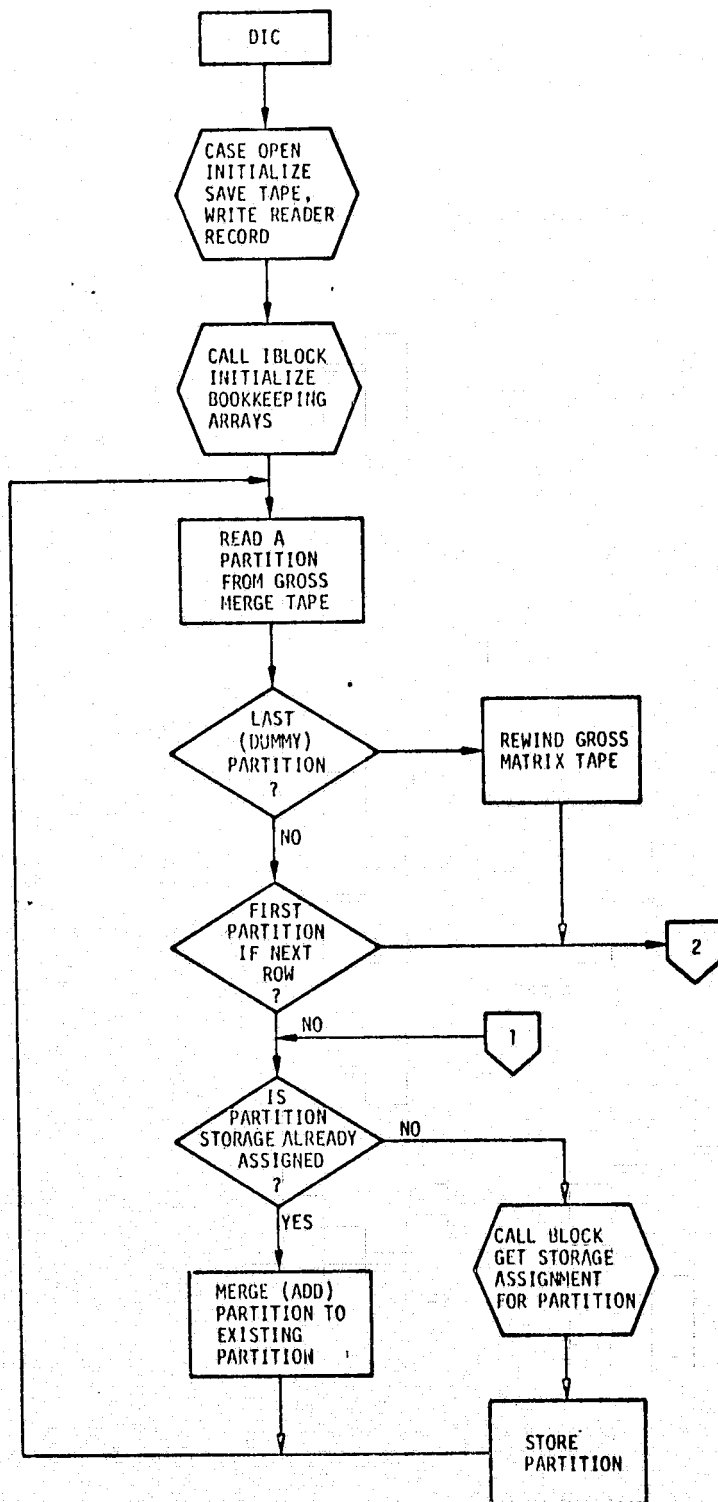 DIC
CASE OPEN
INITIALIZE
SAVE TAPE,
WRITE READER
RECORD
CALL IBLOCK
INITIALIZE
BOOKKEEPING
ARRAYS
READ A
PARTITION
FROM GROSS
MERGE TAPE
LAST
(DUMMY)
PARTITION
?
REWIND GROSS
MATRIX TAPE
NO
FIRST
PARTITION
IF NEXT
ROW
?
2
NO
1
IS
PARTITION
STORAGE ALREADY
ASSIGNED
?
NO
YES
CALL BLOCK
GET STORAGE
ASSIGNMENT
FOR PARTITION
MERGE (ADD)
PARTITION TO
EXISTING
PARTITION
STORE
PARTITION